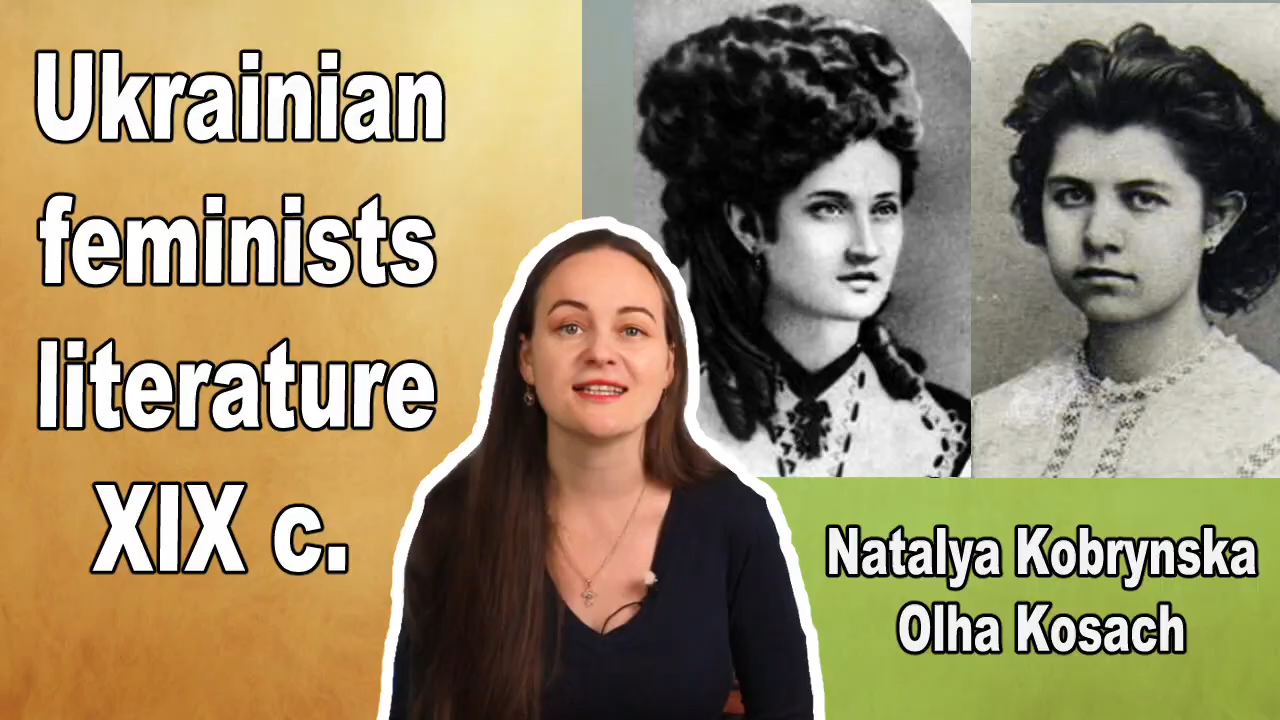 Ukrainian
feminists
literature
XIX c.
Natalya Kobrynska
Olha Kosach